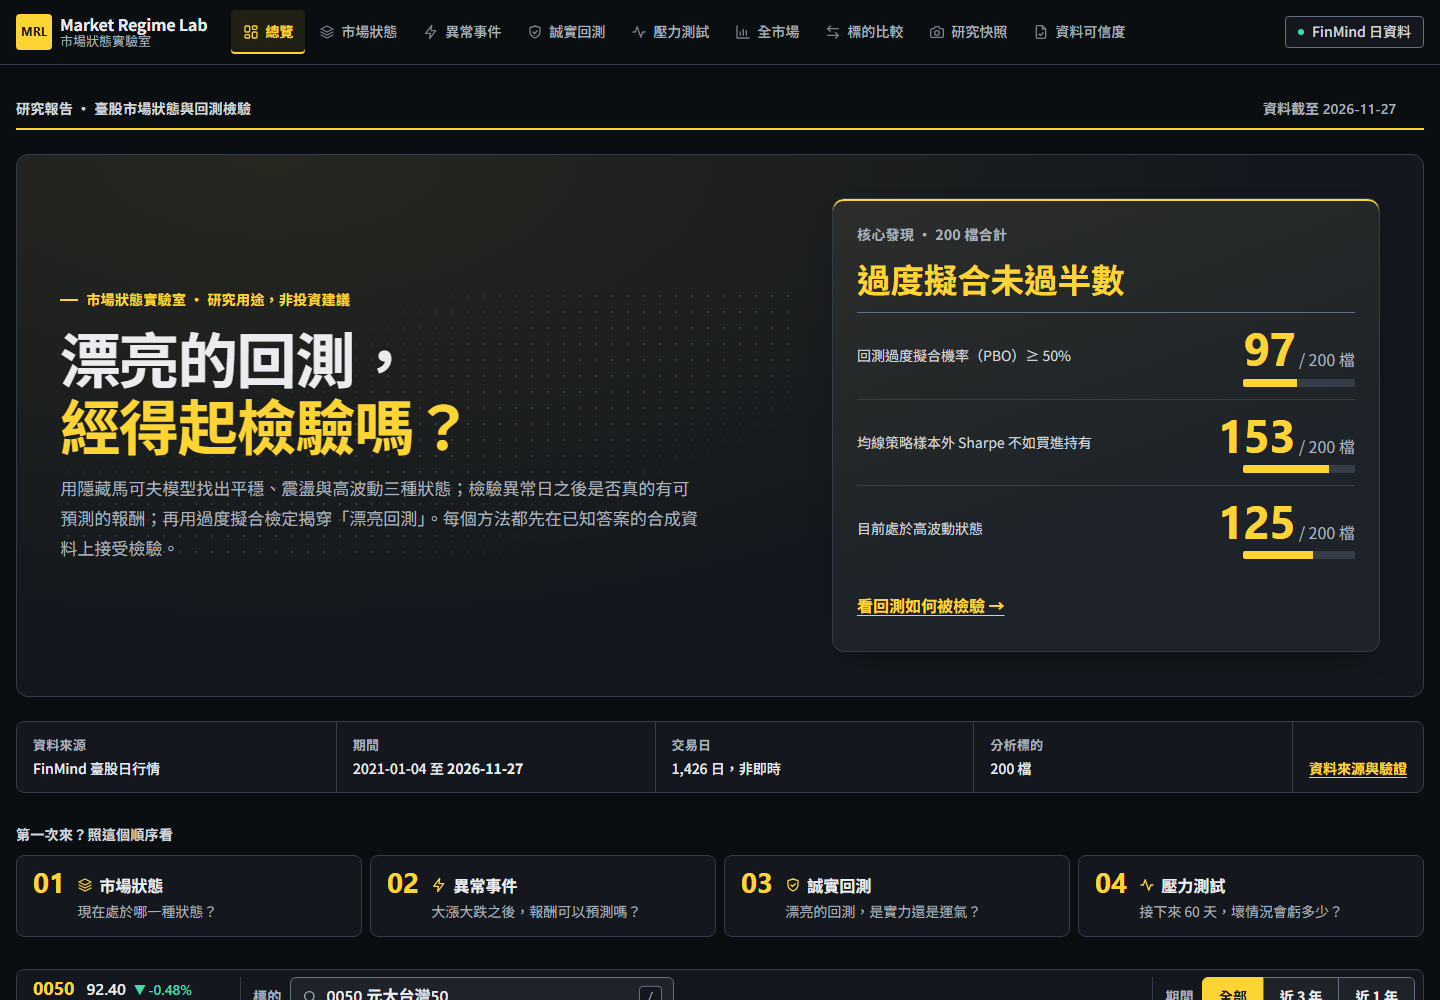 MRL
Market Regime Lab
市場狀態實驗室
總覽
市場狀態
異常事件
誠實回測
壓力測試
全市場
標的比較
研究快照
資料可信度
FinMind 日資料
研究報告 • 臺股市場狀態與回測檢驗
資料截至 2026-11-27
市場狀態實驗室 • 研究用途，非投資建議
漂亮的回測，
經得起檢驗嗎？
用隱藏馬可夫模型找出平穩、震盪與高波動三種狀態；檢驗異常日之後是否真的有可
預測的報酬；再用過度擬合檢定揭穿「漂亮回測」。每個方法都先在已知答案的合成資
料上接受檢驗。
核心發現 • 200 檔合計
過度擬合未過半數
回測過度擬合機率（PBO）≥ 50%
97 / 200 檔
均線策略樣本外 Sharpe 不如買進持有
153 / 200 檔
目前處於高波動狀態
125 / 200 檔
看回測如何被檢驗 →
資料來源
FinMind 臺股日行情
期間
2021-01-04 至 2026-11-27
交易日
1,426 日，非即時
分析標的
200 檔
資料來源與驗證
第一次來？照這個順序看
01 市場狀態
現在處於哪一種狀態？
02 異常事件
大漲大跌之後，報酬可以預測嗎？
03 誠實回測
漂亮的回測，是實力還是運氣？
04 壓力測試
接下來 60 天，壞情況會虧多少？
0050 92.40 ▼ -0.48%
標的
0050 元大台灣50
/
期間
全部
近 3 年
近 1 年